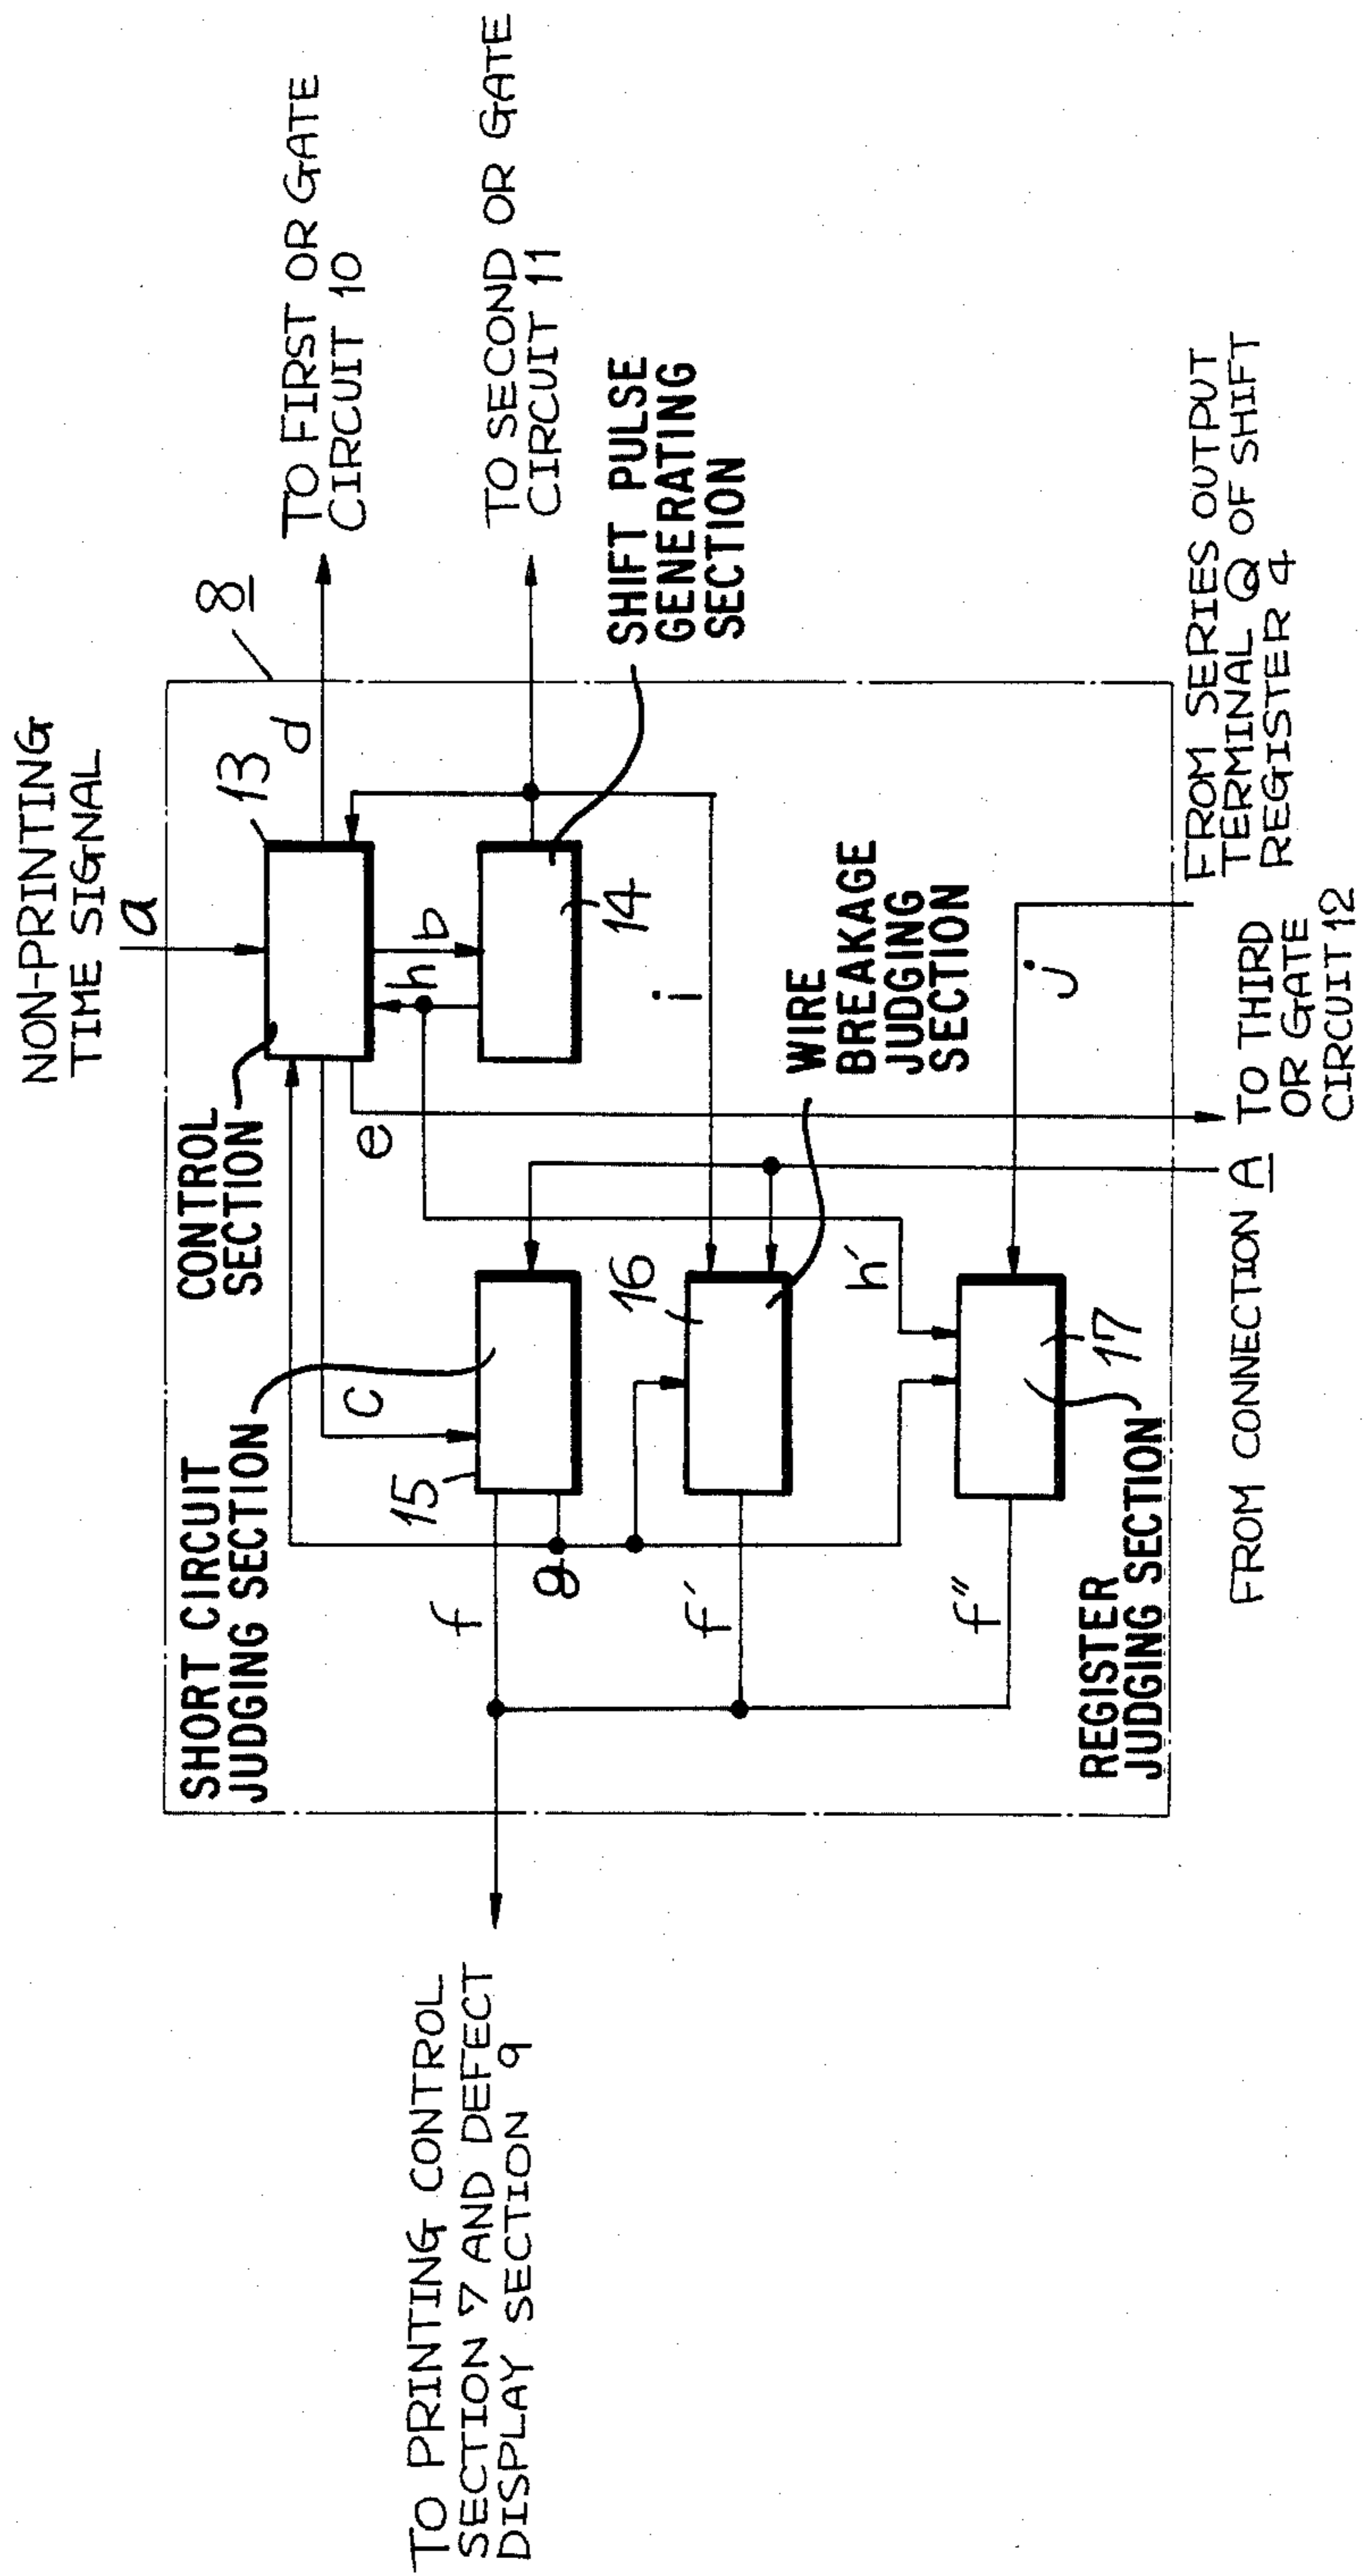 NON-PRINTING
TIME SIGNAL
a
8
TO FIRST OR GATE
CIRCUIT 10
d
13
CONTROL
SECTION
TO SECOND OR GATE
CIRCUIT 11
SHIFT PULSE
GENERATING
SECTION
14
b
h
e
c
i
SHORT CIRCUIT
JUDGING SECTION
15
f
g
16
WIRE
BREAKAGE
JUDGING
SECTION
f'
h'
j
17
f"
REGISTER
JUDGING SECTION
TO PRINTING CONTROL
SECTION 7 AND DEFECT
DISPLAY SECTION 9
FROM CONNECTION A
TO THIRD
OR GATE
CIRCUIT 12
FROM SERIES OUTPUT
TERMINAL Q OF SHIFT
REGISTER 4